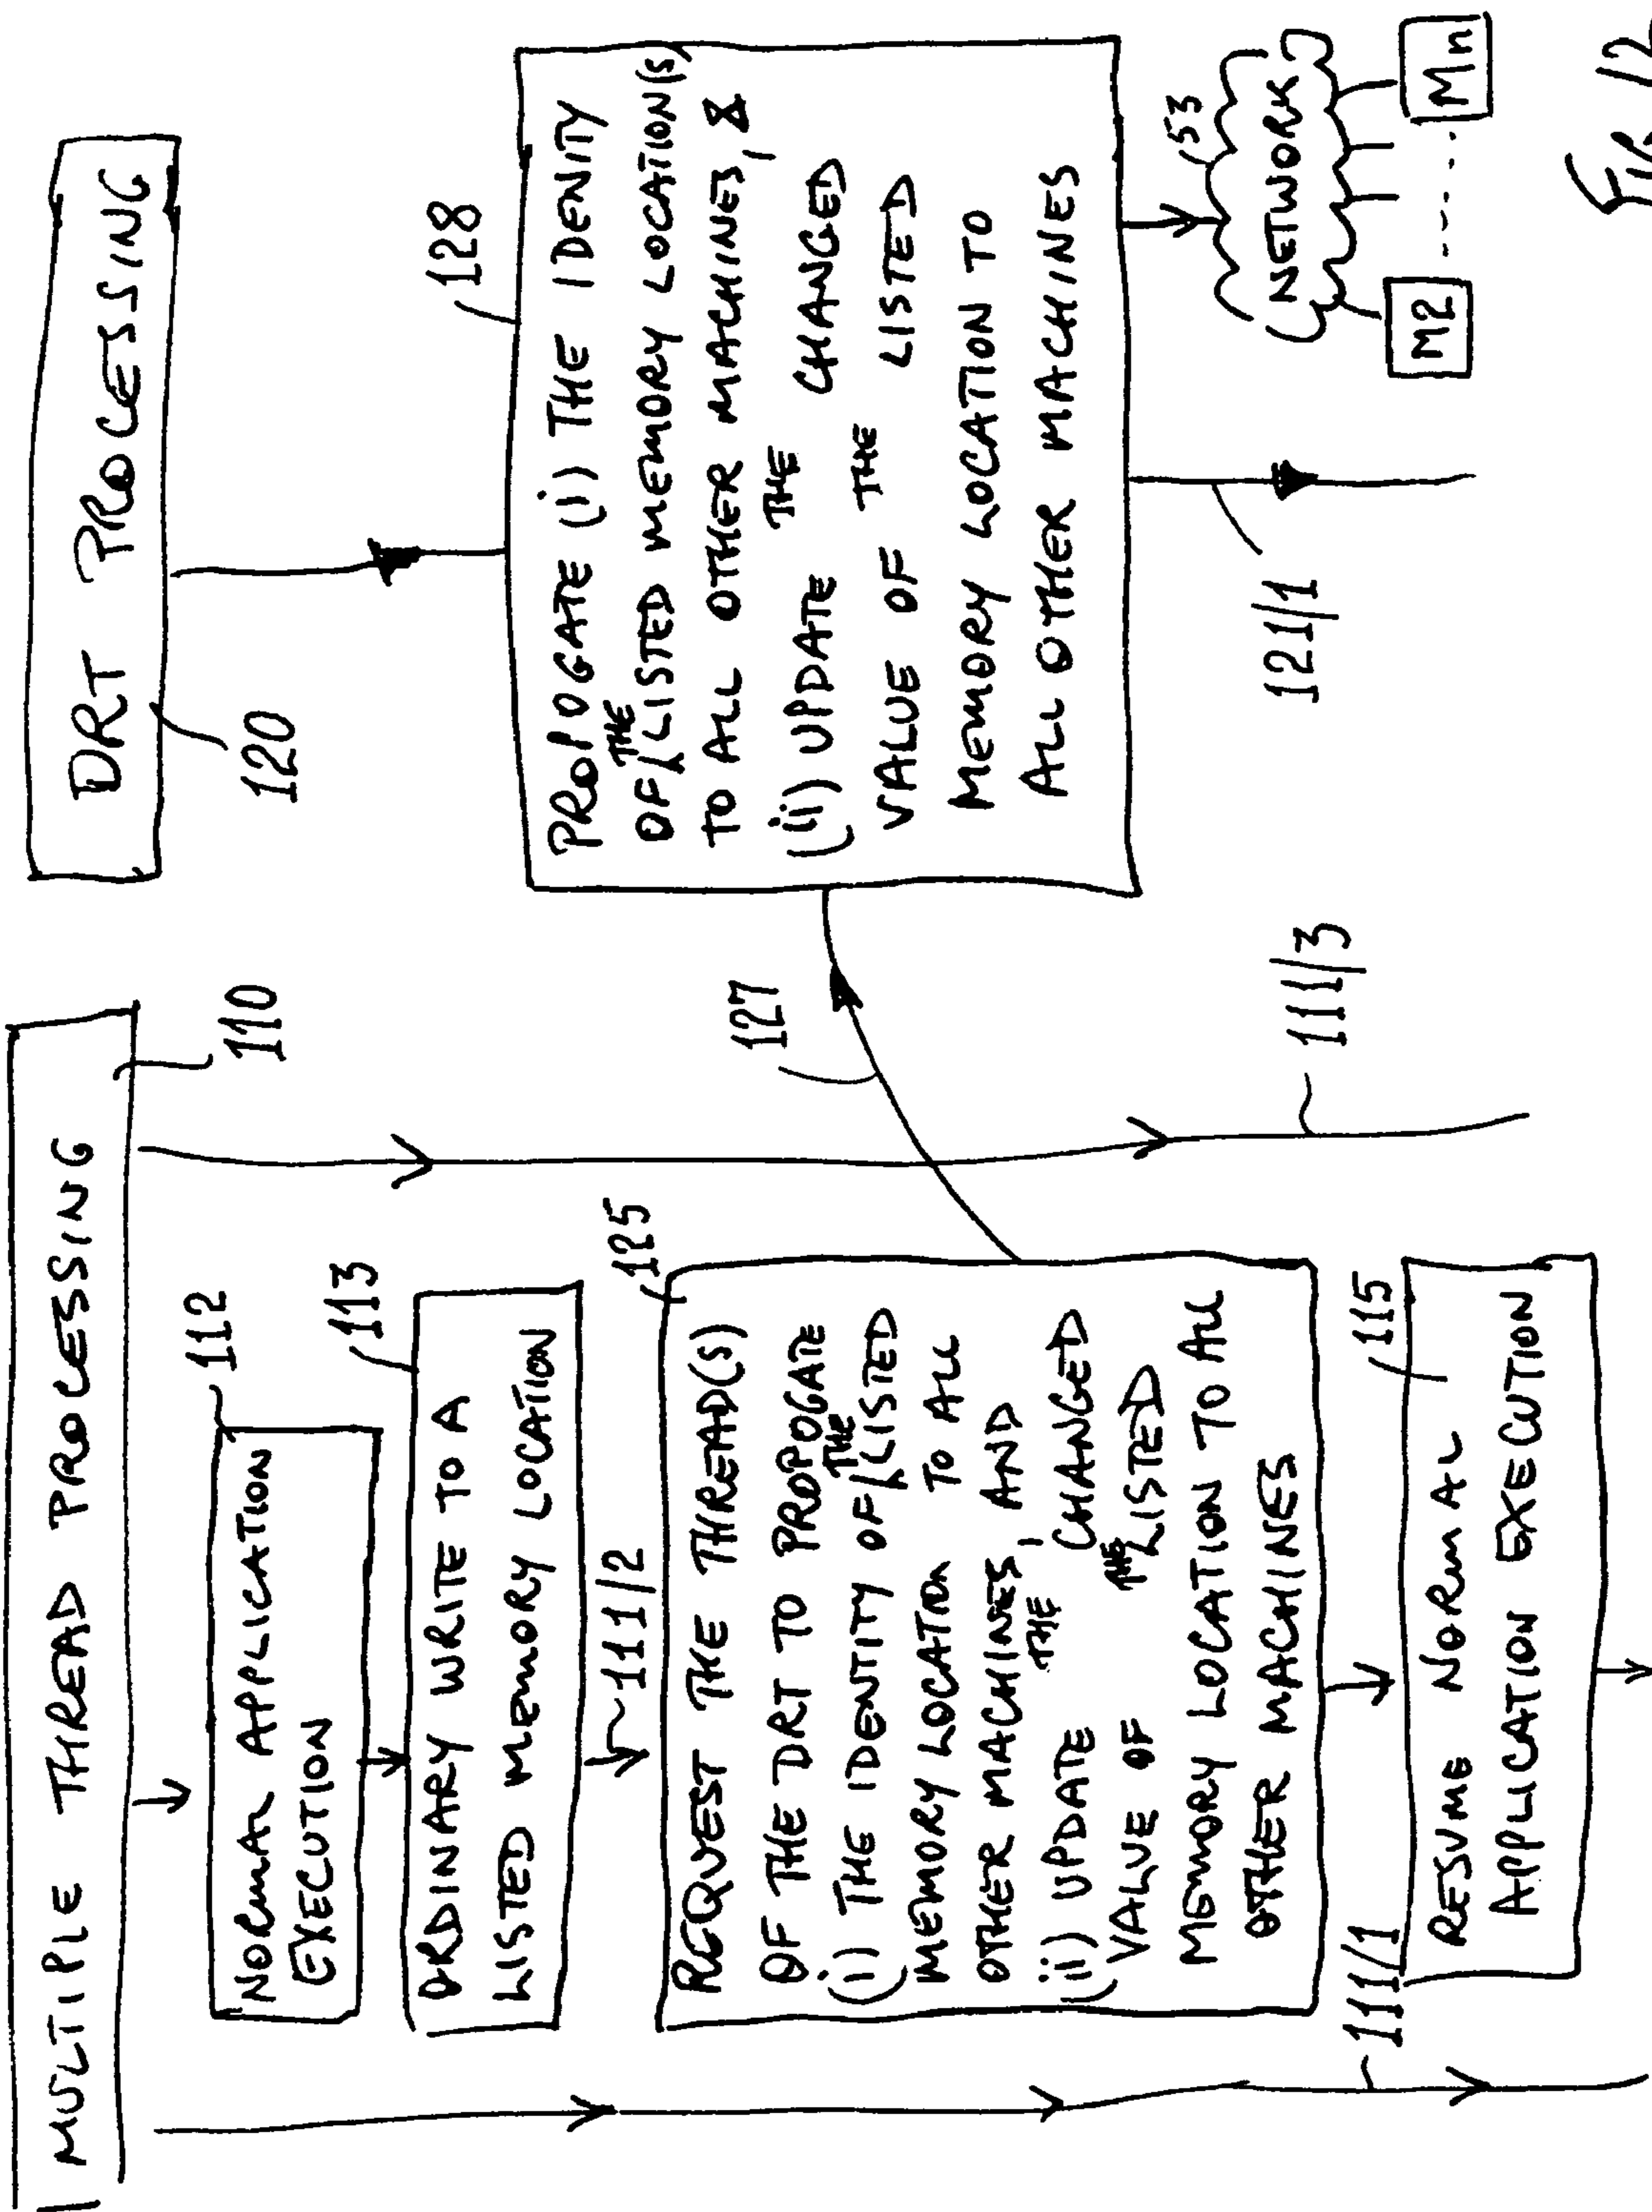 MULTIPLE THREAD PROCESSING
110
112
NORMAL APPLICATION
EXECUTION
113
ORDINARY WRITE TO A
LISTED MEMORY LOCATION
111/2
125
REQUEST THE THREAD(S)
OF THE DRT TO PROPOGATE
(i) THE IDENTITY OF THE LISTED
MEMORY LOCATION TO ALL
OTHER MACHINES, AND
(ii) UPDATE THE CHANGED
VALUE OF THE LISTED
MEMORY LOCATION TO ALL
OTHER MACHINES
111/1
115
RESUME NORMAL
APPLICATION EXECUTION
127
111/3
DRT PROCESSING
120
128
PROPOGATE (i) THE IDENITY
OF THE LISTED MEMORY LOCATION(S)
TO ALL OTHER MACHINES, &
(ii) UPDATE THE CHANGED
VALUE OF THE LISTED
MEMORY LOCATION TO
ALL OTHER MACHINES
121/1
53
NETWORK
M2
Mn
FIG 12